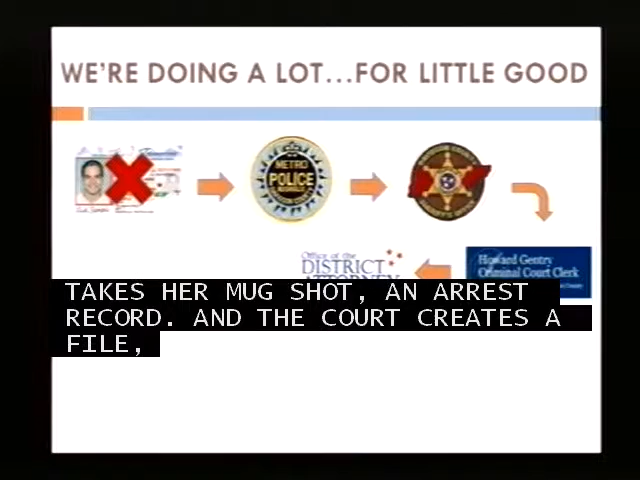 WE'RE DOING A LOT...FOR LITTLE GOOD
METRO
POLICE
Office of the
DISTRICT
ATTORNEY
Howard Gentry
Criminal Court Clerk
TAKES HER MUG SHOT, AN ARREST
RECORD. AND THE COURT CREATES A
FILE,